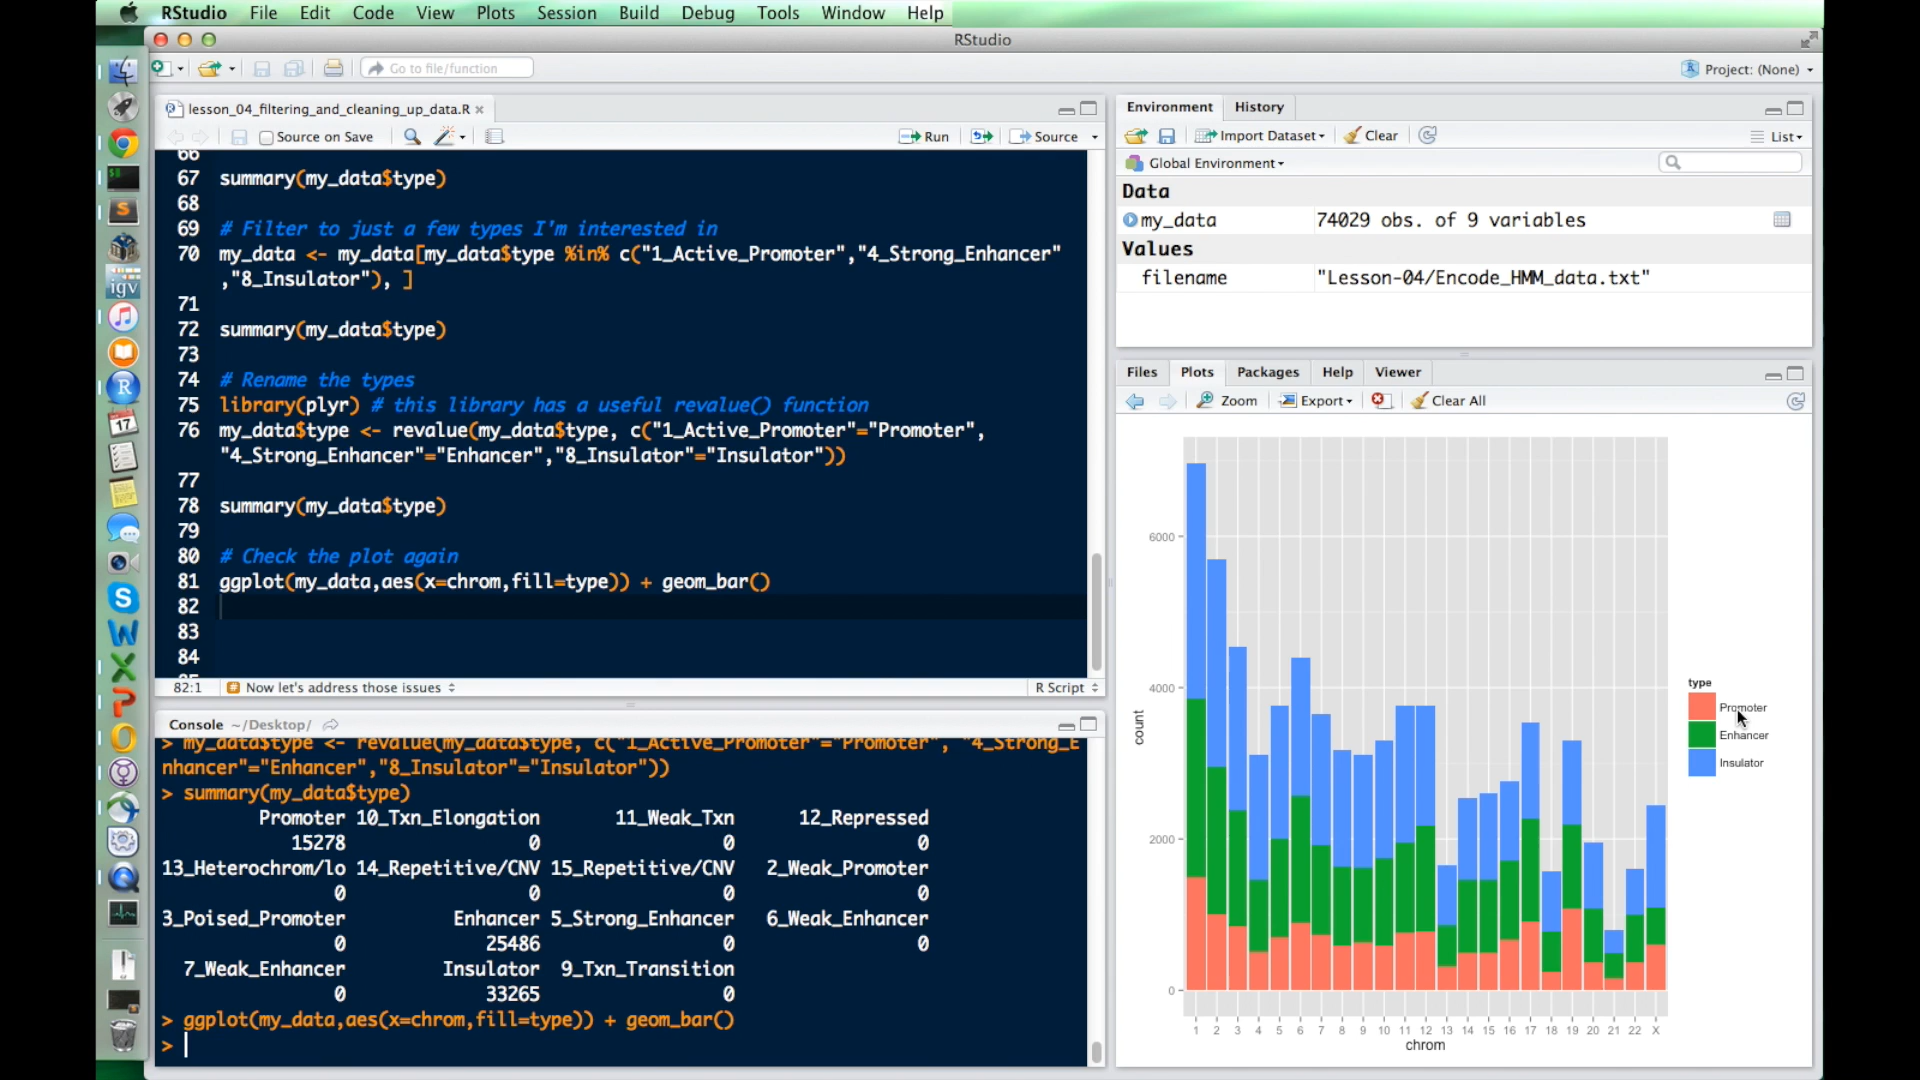 RStudio File Edit Code View Plots Session Build Debug Tools Window Help
RStudio
Go to file/function
Project: (None)
lesson_04_filtering_and_cleaning_up_data.R
Source on Save
Run
Source
66
67 summary(my_data$type)
68
69 # Filter to just a few types I'm interested in
70 my_data <- my_data[my_data$type %in% c("1_Active_Promoter","4_Strong_Enhancer"
,"8_Insulator"), ]
71
72 summary(my_data$type)
73
74 # Rename the types
75 library(plyr) # this library has a useful revalue() function
76 my_data$type <- revalue(my_data$type, c("1_Active_Promoter"="Promoter",
"4_Strong_Enhancer"="Enhancer","8_Insulator"="Insulator"))
77
78 summary(my_data$type)
79
80 # Check the plot again
81 ggplot(my_data,aes(x=chrom,fill=type)) + geom_bar()
82
83
84
82:1 Now let's address those issues R Script
Console ~/Desktop/
> my_data$type <- revalue(my_data$type, c("1_Active_Promoter"="Promoter", "4_Strong_E
nhancer"="Enhancer","8_Insulator"="Insulator"))
> summary(my_data$type)
Promoter 10_Txn_Elongation 11_Weak_Txn 12_Repressed
15278 0 0 0
13_Heterochrom/lo 14_Repetitive/CNV 15_Repetitive/CNV 2_Weak_Promoter
0 0 0 0
3_Poised_Promoter Enhancer 5_Strong_Enhancer 6_Weak_Enhancer
0 25486 0 0
7_Weak_Enhancer Insulator 9_Txn_Transition
0 33265 0
> ggplot(my_data,aes(x=chrom,fill=type)) + geom_bar()
>
Environment History
Import Dataset Clear List
Global Environment
Data
my_data 74029 obs. of 9 variables
Values
filename "Lesson-04/Encode_HMM_data.txt"
Files Plots Packages Help Viewer
Zoom Export Clear All
6000
4000
2000
0
count
1 2 3 4 5 6 7 8 9 10 11 12 13 14 15 16 17 18 19 20 21 22 X
chrom
type
Promoter
Enhancer
Insulator
igv
17